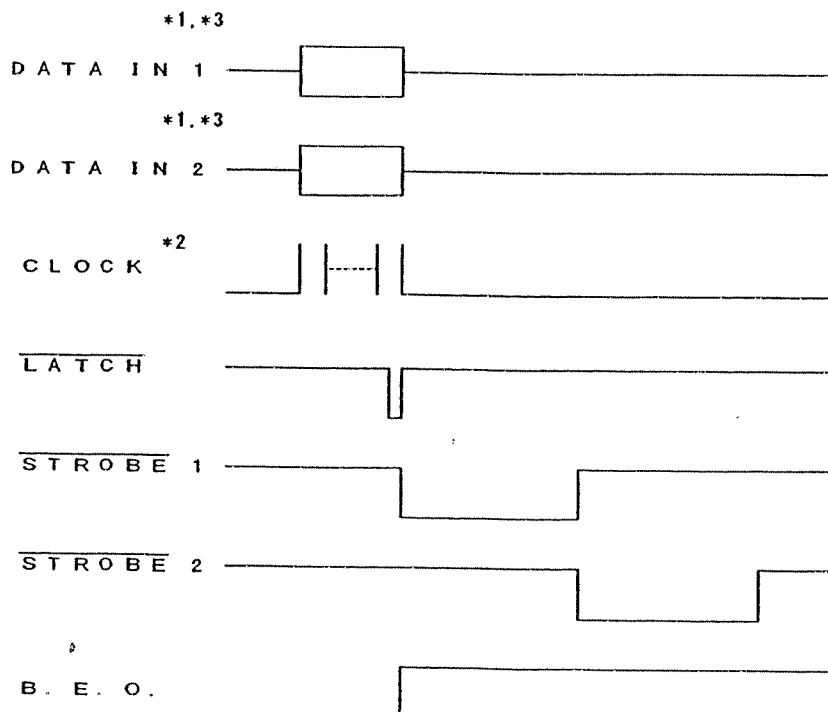 *1,*3
DATA IN 1
*1,*3
DATA IN 2
*2
CLOCK
LATCH
STROBE 1
STROBE 2
B. E. O.